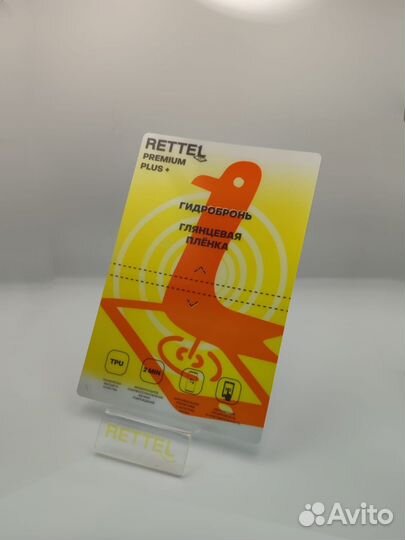 RETTEL
PREMIUM
PLUS +
ГИДРОБРОНЬ
ГЛЯНЦЕВАЯ
ПЛЁНКА
TPU
2 MIN
RETTEL
Avito